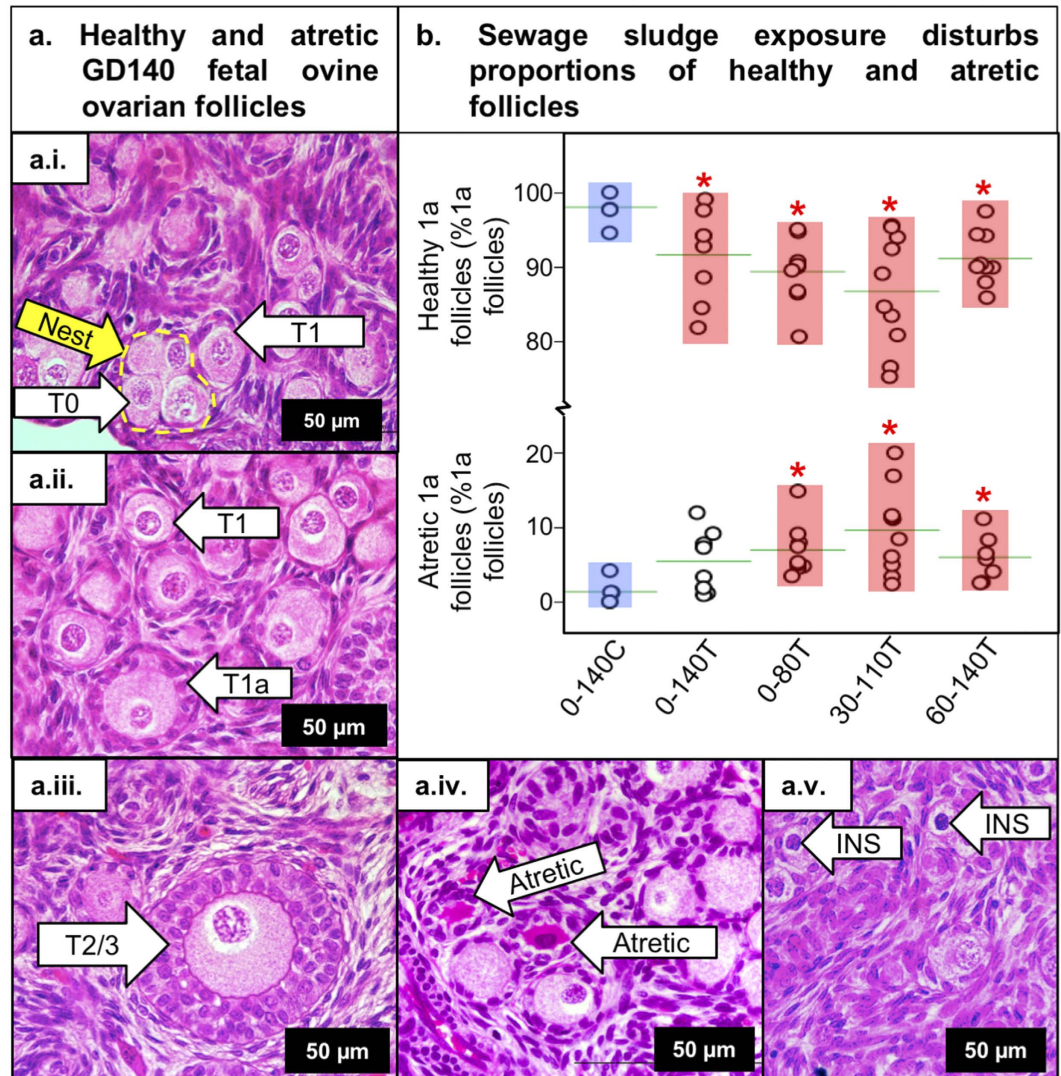 a. Healthy and atretic
GD140 fetal ovine
ovarian follicles
b. Sewage sludge exposure disturbs
proportions of healthy and atretic
follicles
a.i.
Nest
T1
T0
50 µm
a.ii.
T1
T1a
50 µm
Healthy 1a
follicles (%1a
follicles)
100
90
80
* * * * *
Atretic 1a
follicles (%1a
follicles)
20
10
0
* * *
0-140C
0-140T
0-80T
30-110T
60-140T
a.iii.
T2/3
50 µm
a.iv.
Atretic
Atretic
50 µm
a.v.
INS
INS
50 µm